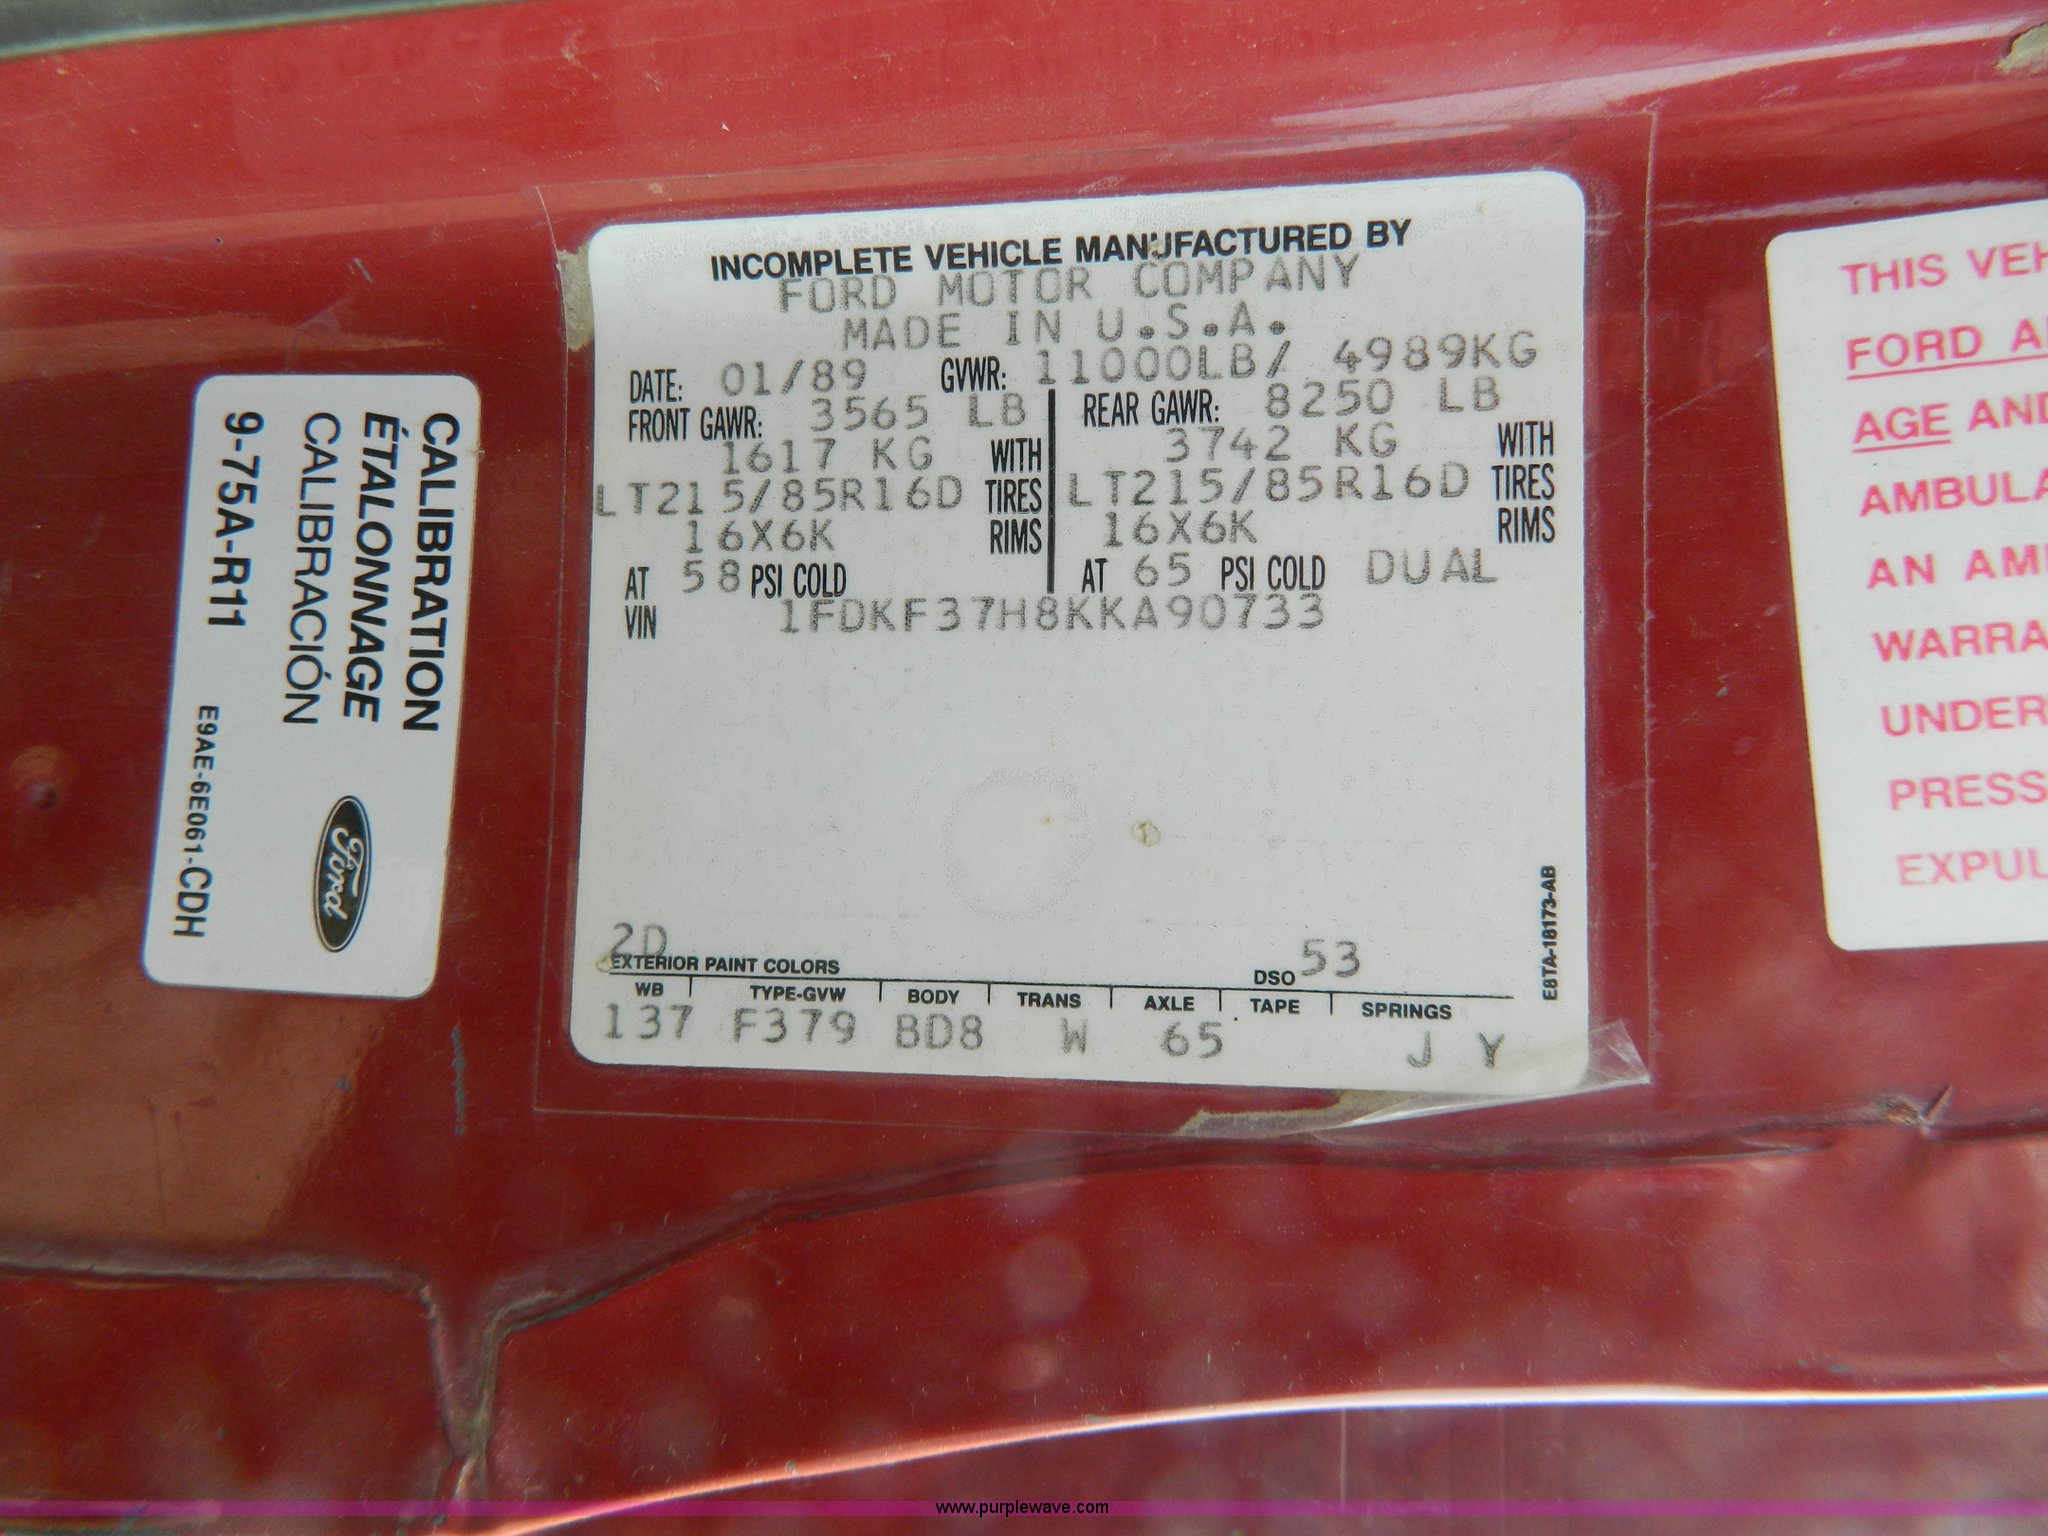 INCOMPLETE VEHICLE MANUFACTURED BY
FORD MOTOR COMPANY
MADE IN U.S.A.
DATE: 01/89 GVWR: 11000LB/ 4989KG
FRONT GAWR: 3565 LB REAR GAWR: 8250 LB
1617 KG WITH 3742 KG WITH
LT215/85R16D TIRES LT215/85R16D TIRES
16X6K RIMS 16X6K RIMS
AT 58 PSI COLD AT 65 PSI COLD DUAL
VIN 1FDKF37H8KKA90733
2D
EXTERIOR PAINT COLORS DSO 53
WB TYPE-GVW BODY TRANS AXLE TAPE SPRINGS
137 F379 BD8 W 65 J Y
E8TA-18173-AB
CALIBRATION
ÉTALONNAGE
CALIBRACIÓN
9-75A-R11
E9AE-6E061-CDH
Ford
THIS VEH
FORD A
AGE AND
AMBULA
AN AM
WARRA
UNDER
PRESS
EXPUL
www.purplewave.com